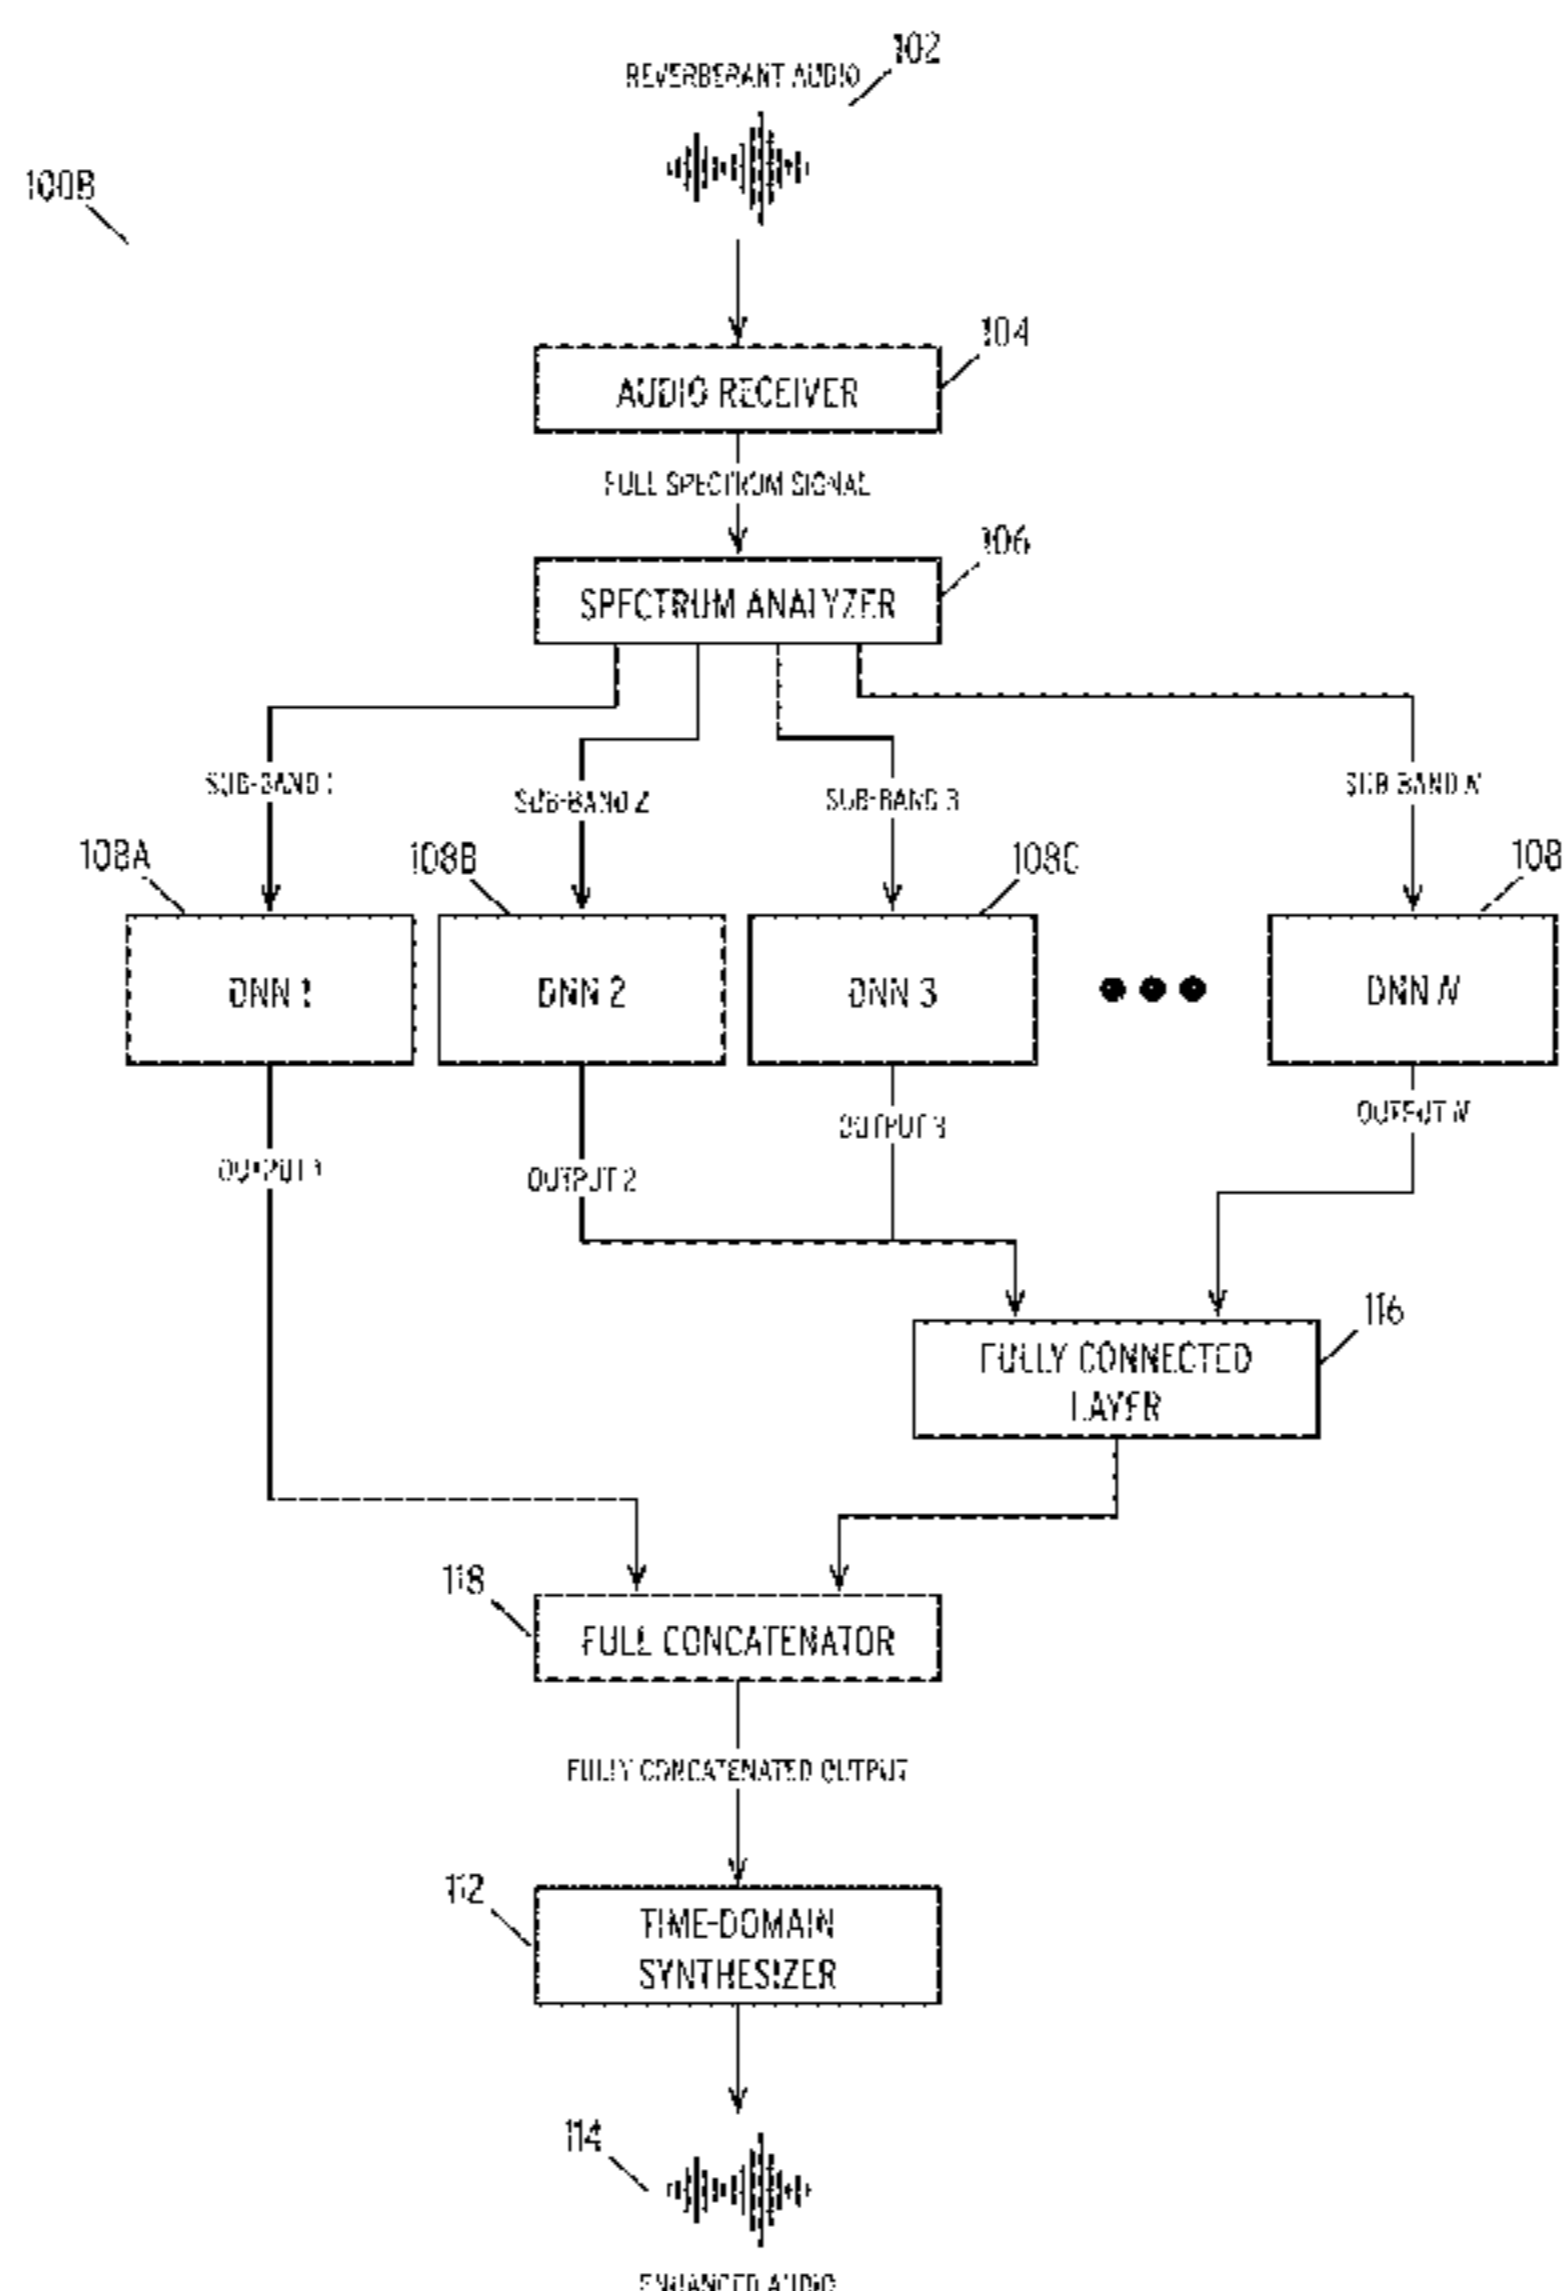 102
REVERBERANT AUDIO
100B
104
AUDIO RECEIVER
FULL SPECTRUM SIGNAL
106
SPECTRUM ANALYZER
SUB-BAND 1
SUB-BAND 2
SUB-BAND 3
SUB-BAND N
108A
108B
108C
108
DNN 1
DNN 2
DNN 3
DNN N
OUTPUT 1
OUTPUT 2
OUTPUT 3
OUTPUT N
116
FULLY CONNECTED
LAYER
118
FULL CONCATENATOR
FULLY CONCATENATED OUTPUT
112
TIME-DOMAIN
SYNTHESIZER
114
ENHANCED AUDIO